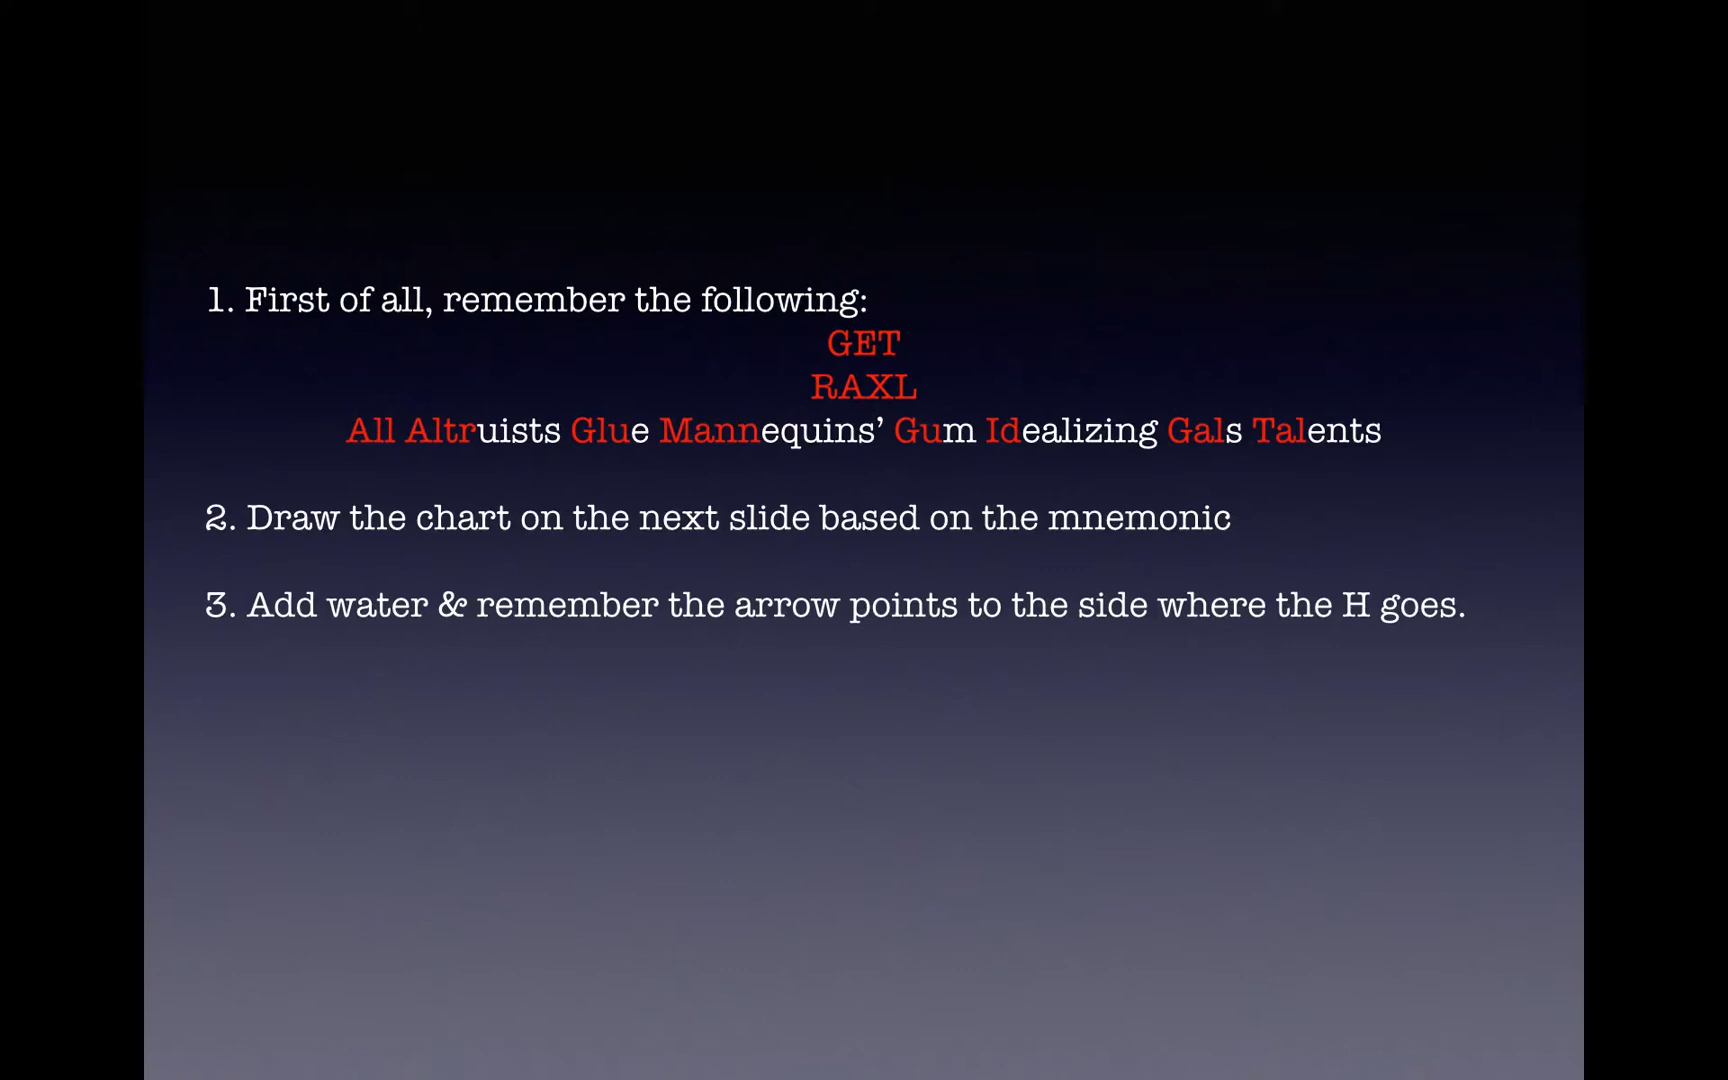 1. First of all, remember the following:
GET
RAXL
All Altruists Glue Mannequins’ Gum Idealizing Gals Talents
2. Draw the chart on the next slide based on the mnemonic
3. Add water & remember the arrow points to the side where the H goes.